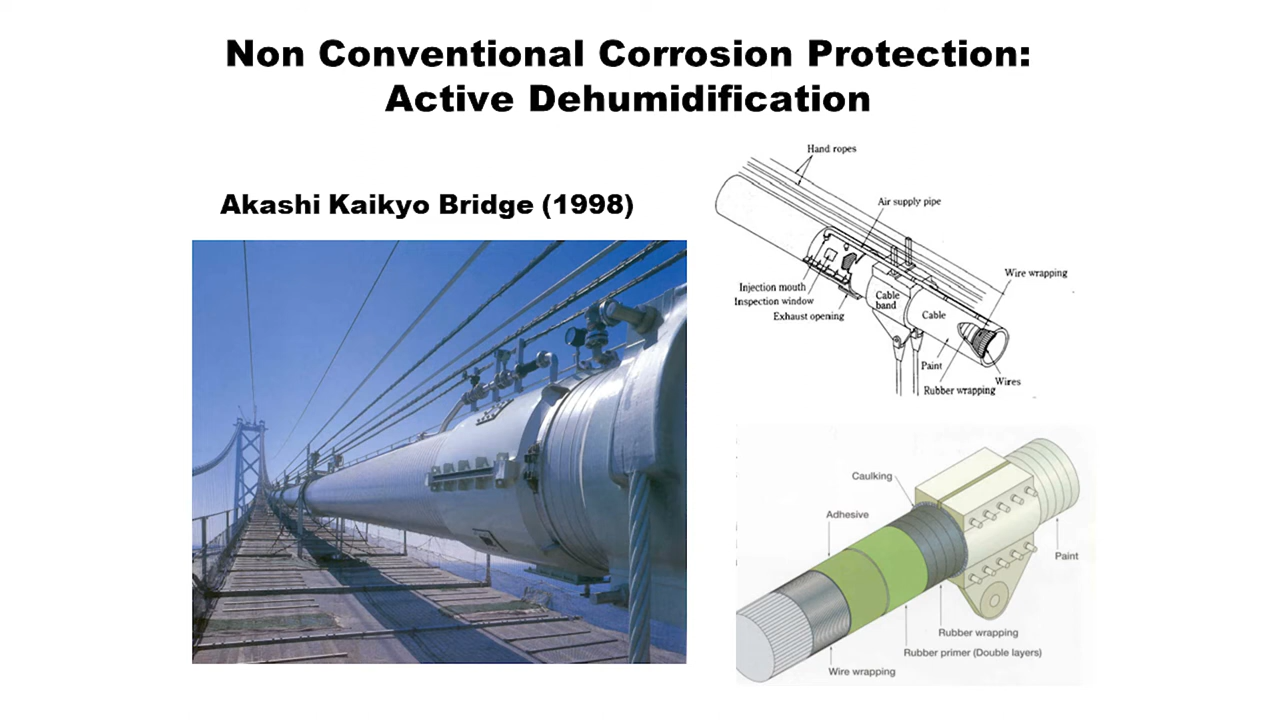 Non Conventional Corrosion Protection:
Active Dehumidification
Akashi Kaikyo Bridge (1998)
Hand ropes
Air supply pipe
Wire wrapping
Injection mouth
Inspection window
Exhaust opening
Cable
band
Cable
Paint
Wires
Rubber wrapping
Caulking
Adhesive
Paint
Rubber wrapping
Rubber primer (Double layers)
Wire wrapping